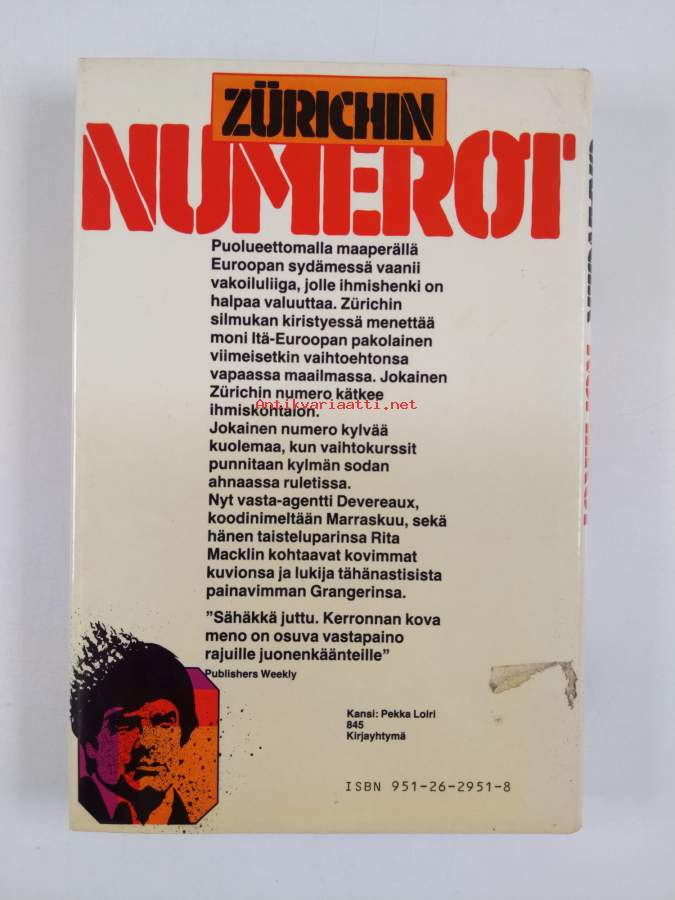 ZÜRICHIN
NUMEROT
Puolueettomalla maaperällä
Euroopan sydämessä vaanii
vakoiluliiga, jolle ihmishenki on
halpaa valuuttaa. Zürichin
silmukan kiristyessä menettää
moni Itä-Euroopan pakolainen
viimeisetkin vaihtoehtonsa
vapaassa maailmassa. Jokainen
Zürichin numero kätkee
Antikvariaatti.net
ihmiskohtalon.
Jokainen numero kylvää
kuolemaa, kun vaihtokurssit
punnitaan kylmän sodan
ahnaassa ruletissa.
Nyt vasta-agentti Devereaux,
koodinimeltään Marraskuu, sekä
hänen taisteluparinsa Rita
Macklin kohtaavat kovimmat
kuvionsa ja lukija tähänastisista
painavimman Grangerinsa.
”Sähäkkä juttu. Kerronnan kova
meno on osuva vastapaino
rajuille juonenkäänteille”
Publishers Weekly
Kansi: Pekka Loiri
845
Kirjayhtymä
ISBN 951-26-2951-8